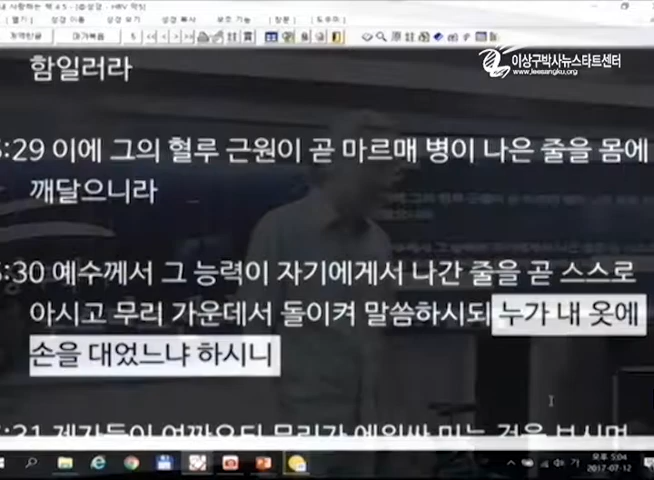 이상구박사뉴스타트센터
www.leesangku.org
함일러라
:29 이에 그의 혈루 근원이 곧 마르매 병이 나은 줄을 몸에
깨달으니라
:30 예수께서 그 능력이 자기에게서 나간 줄을 곧 스스로
아시고 무리 가운데서 돌이켜 말씀하시되 누가 내 옷에
손을 대었느냐 하시니
오후 5:04
2017-07-12